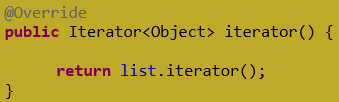 @Override
public Iterator<Object> iterator() {
return list.iterator();
}